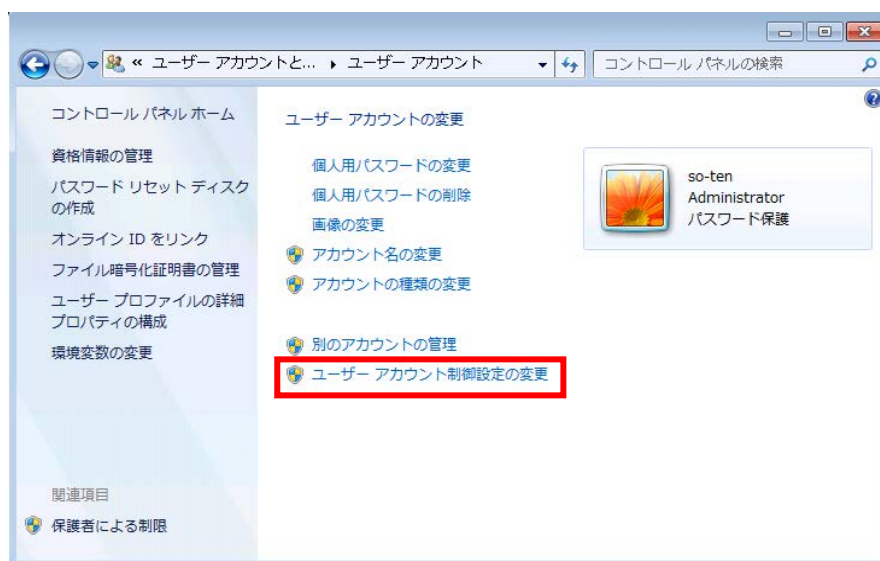 « ユーザー アカウントと... ▸ ユーザー アカウント
コントロール パネルの検索
コントロール パネル ホーム
資格情報の管理
パスワード リセット ディスク
の作成
オンライン ID をリンク
ファイル暗号化証明書の管理
ユーザー プロファイルの詳細
プロパティの構成
環境変数の変更
関連項目
保護者による制限
ユーザー アカウントの変更
個人用パスワードの変更
個人用パスワードの削除
画像の変更
アカウント名の変更
アカウントの種類の変更
別のアカウントの管理
ユーザー アカウント制御設定の変更
so-ten
Administrator
パスワード保護